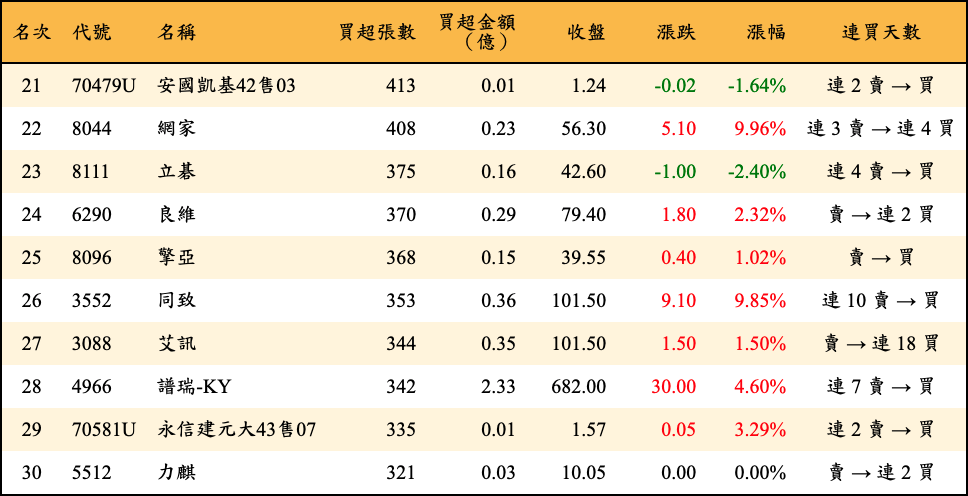 名次 代號 名稱 買超張數 買超金額（億） 收盤 漲跌 漲幅 連買天數
21 70479U 安國凱基42售03 413 0.01 1.24 -0.02 -1.64% 連 2 賣 → 買
22 8044 網家 408 0.23 56.30 5.10 9.96% 連 3 賣 → 連 4 買
23 8111 立碁 375 0.16 42.60 -1.00 -2.40% 連 4 賣 → 買
24 6290 良維 370 0.29 79.40 1.80 2.32% 賣 → 連 2 買
25 8096 擎亞 368 0.15 39.55 0.40 1.02% 賣 → 買
26 3552 同致 353 0.36 101.50 9.10 9.85% 連 10 賣 → 買
27 3088 艾訊 344 0.35 101.50 1.50 1.50% 賣 → 連 18 買
28 4966 譜瑞-KY 342 2.33 682.00 30.00 4.60% 連 7 賣 → 買
29 70581U 永信建元大43售07 335 0.01 1.57 0.05 3.29% 連 2 賣 → 買
30 5512 力麒 321 0.03 10.05 0.00 0.00% 賣 → 連 2 買